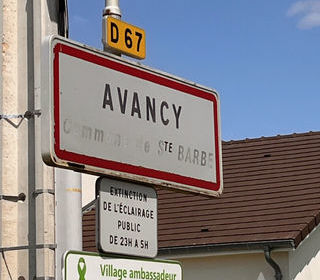 D 67
AVANCY
Commune de STE BARBE
EXTINCTION
DE L'ÉCLAIRAGE
PUBLIC
DE 23H A 5H
Village ambassadeur